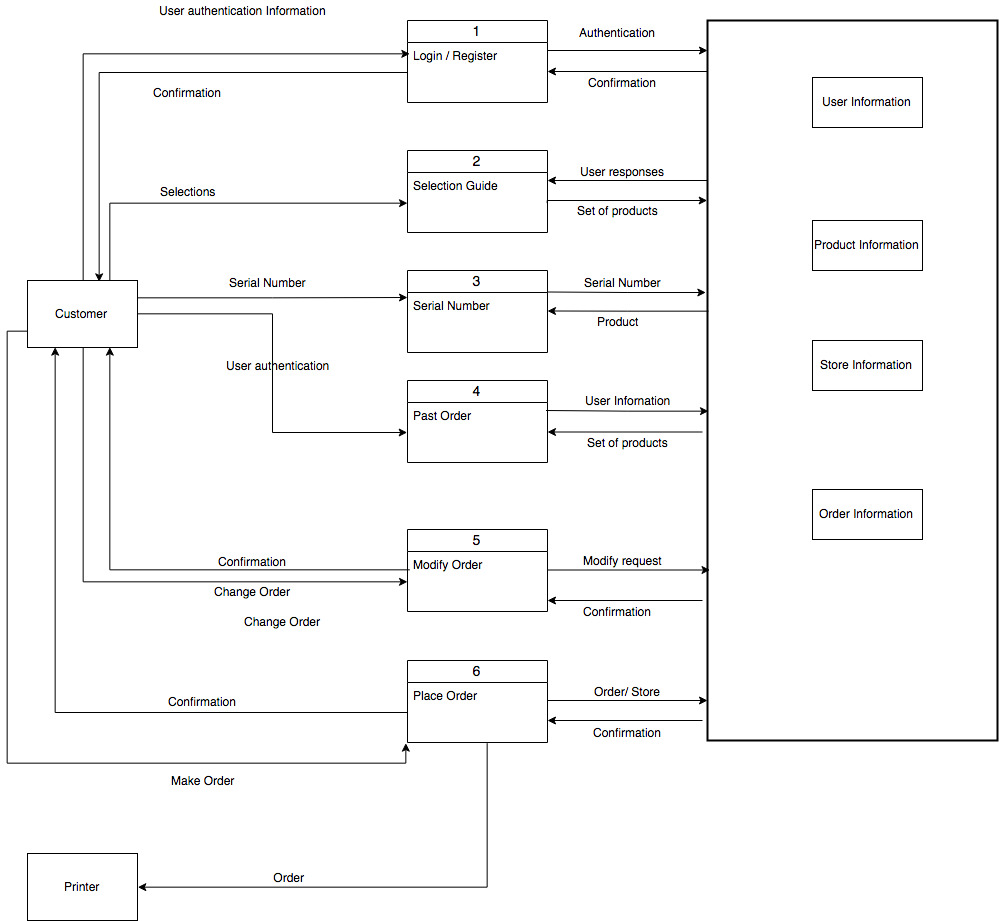 User authentication Information
1
Login / Register
Authentication
Confirmation
Confirmation
User Information
2
Selection Guide
Selections
User responses
Set of products
Product Information
Customer
Serial Number
3
Serial Number
Serial Number
Product
User authentication
4
Past Order
User Infornation
Set of products
Store Information
Order Information
5
Modify Order
Confirmation
Change Order
Change Order
Modify request
Confirmation
6
Place Order
Confirmation
Order/ Store
Confirmation
Make Order
Order
Printer